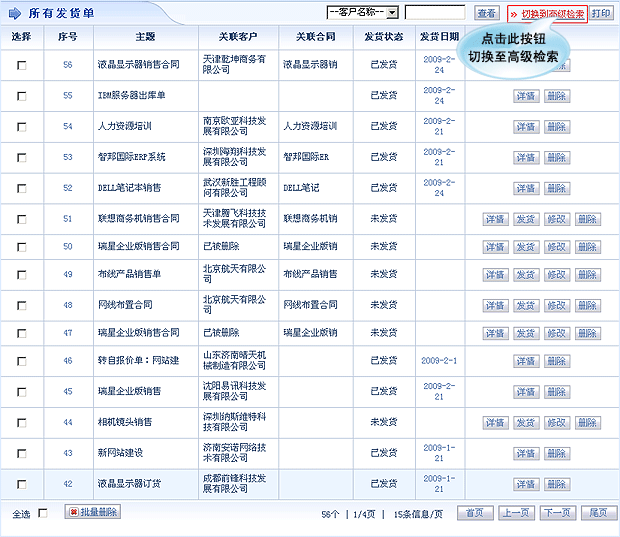 所有发货单 --客户名称-- 查看 » 切换到高级检索 打印
点击此按钮
切换至高级检索
选择 序号 主题 关联客户 关联合同 发货状态 发货日期
56 液晶显示器销售合同 天津乾坤商务有限公司 液晶显示器销 已发货 2009-2-24 删除
55 IBM服务器出库单 已发货 2009-2-24 详情 删除
54 人力资源培训 南京欧亚科技发展有限公司 人力资源培训 已发货 2009-2-21 详情 删除
53 智邦国际ERP系统 深圳海翔科技发展有限公司 智邦国际ER 已发货 2009-2-21 详情 删除
52 DELL笔记本销售 武汉新胜工程顾问有限公司 DELL笔记 已发货 2009-2-24 详情 删除
51 联想商务机销售合同 天津腾飞科技技术发展有限公司 联想商务机销 未发货 详情 发货 修改 删除
50 瑞星企业版销售合同 已被删除 瑞星企业版销 未发货 详情 发货 修改 删除
49 布线产品销售单 北京航天有限公司 布线产品销售 未发货 详情 发货 修改 删除
48 网线布置合同 北京航天有限公司 网线布置合同 未发货 详情 发货 修改 删除
47 瑞星企业版销售合同 已被删除 瑞星企业版销 未发货 详情 发货 修改 删除
46 转自报价单：网站建 山东济南晴天机械制造有限公司 已发货 2009-2-1 详情 删除
45 瑞星企业版销售 沈阳易讯科技发展有限公司 已发货 2009-2-21 详情 删除
44 相机镜头销售 深圳纳斯维特科技有限公司 未发货 详情 发货 修改 删除
43 新网站建设 济南安诺网络技术有限公司 已发货 2009-1-21 详情 删除
42 液晶显示器订货 成都前锋科技发展有限公司 已发货 2009-1-21 详情 删除
全选 批量删除 56个 | 1/4页 | 15条信息/页 首页 上一页 下一页 尾页